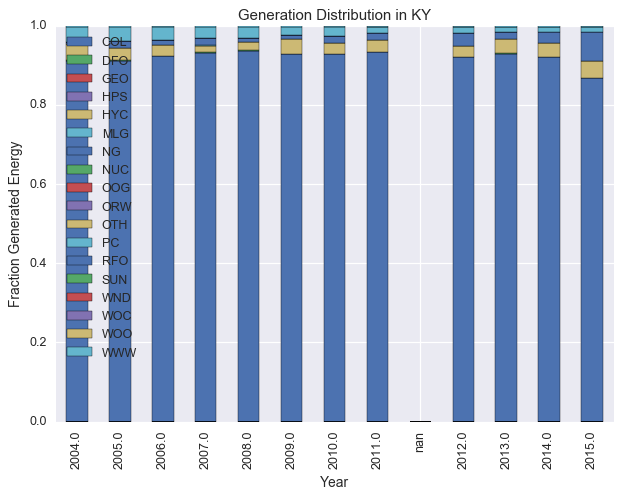 Generation Distribution in KY
Fraction Generated Energy
1.0
0.8
0.6
0.4
0.2
0.0
COL
DFO
GEO
HPS
HYC
MLG
NG
NUC
OOG
ORW
OTH
PC
RFO
SUN
WND
WOC
WOO
WWW
2004.0
2005.0
2006.0
2007.0
2008.0
2009.0
2010.0
2011.0
nan
2012.0
2013.0
2014.0
2015.0
Year